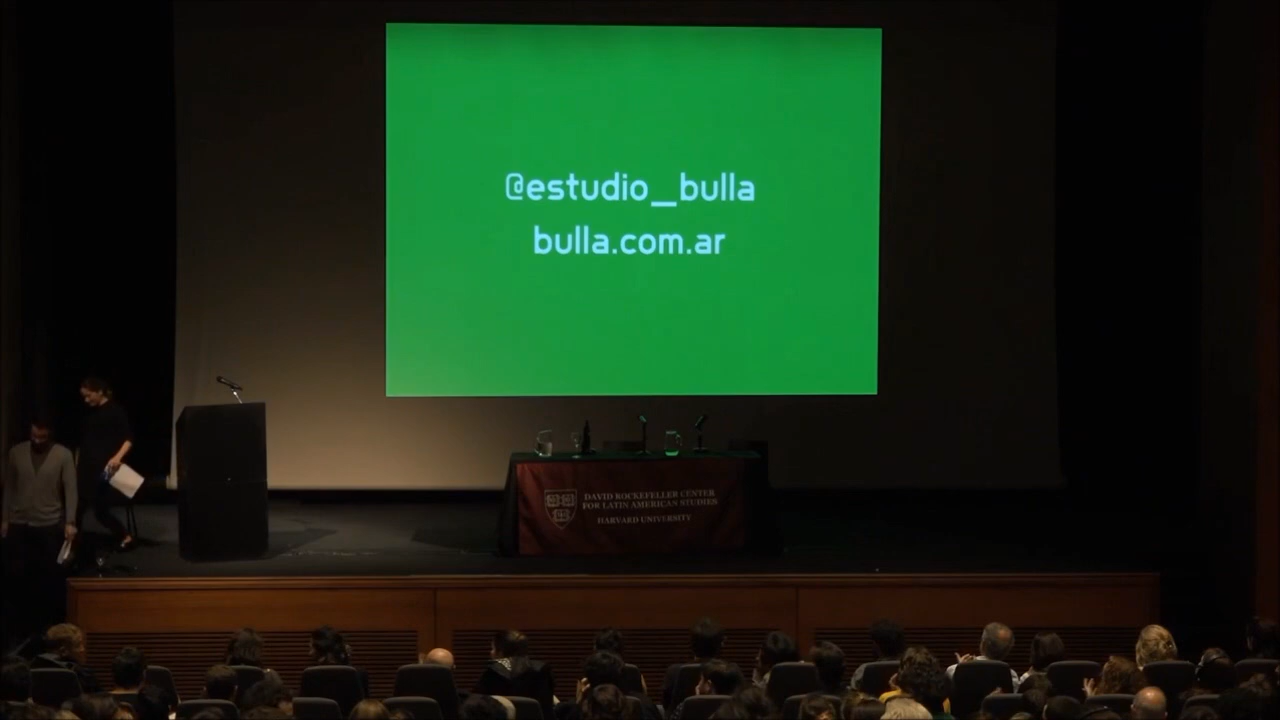 @estudio_bulla
bulla.com.ar
DAVID ROCKEFELLER CENTER
FOR LATIN AMERICAN STUDIES
HARVARD UNIVERSITY